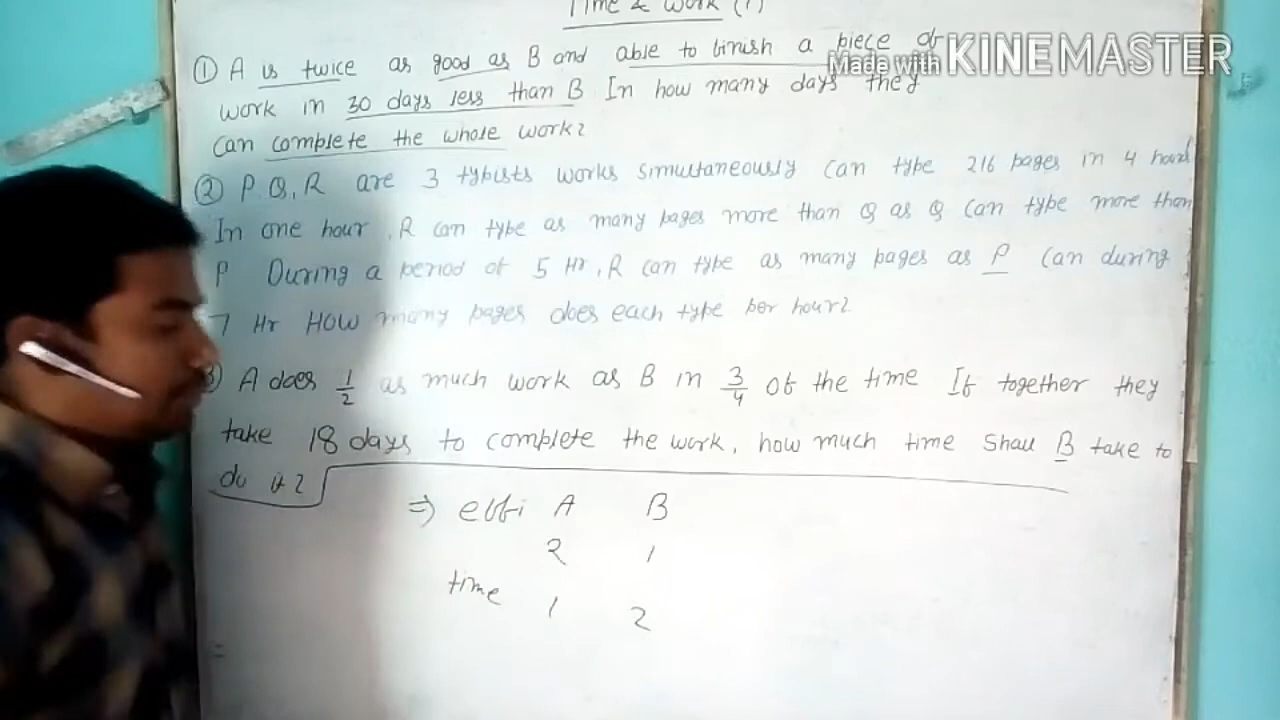 Time & Work (1)
① A is twice as good as B and able to finish a piece of
Made with KINEMASTER
work in 30 days less than B In how many days they
can complete the whole work?
② P. Q, R are 3 typists works simultaneously can type 216 pages in 4 hours
In one hour, R can type as many pages more than Q as Q can type more than
P During a period of 5 Hr, R can type as many pages as P can during
7 Hr How many pages does each type per hour?
3 A does 1/2 as much work as B in 3/4 of the time If together they
take 18 days to complete the work, how much time shall B take to
do it?
⇒ effi A B
2 1
time 1 2